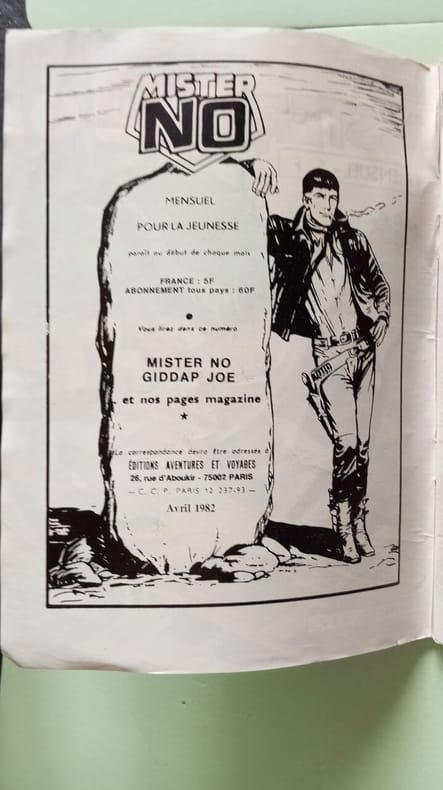 MISTER
NO
MENSUEL
POUR LA JEUNESSE
paraît au début de chaque mois
FRANCE : 5F
ABONNEMENT tous pays : 60F
●
Vous lirez dans ce numéro
MISTER NO
GIDDAP JOE
et nos pages magazine
★
La correspondance devra être adressée à
ÉDITIONS AVENTURES ET VOYAGES
26, rue d'Aboukir - 75002 PARIS
— C. C. P. PARIS 12 237-93 —
Avril 1982